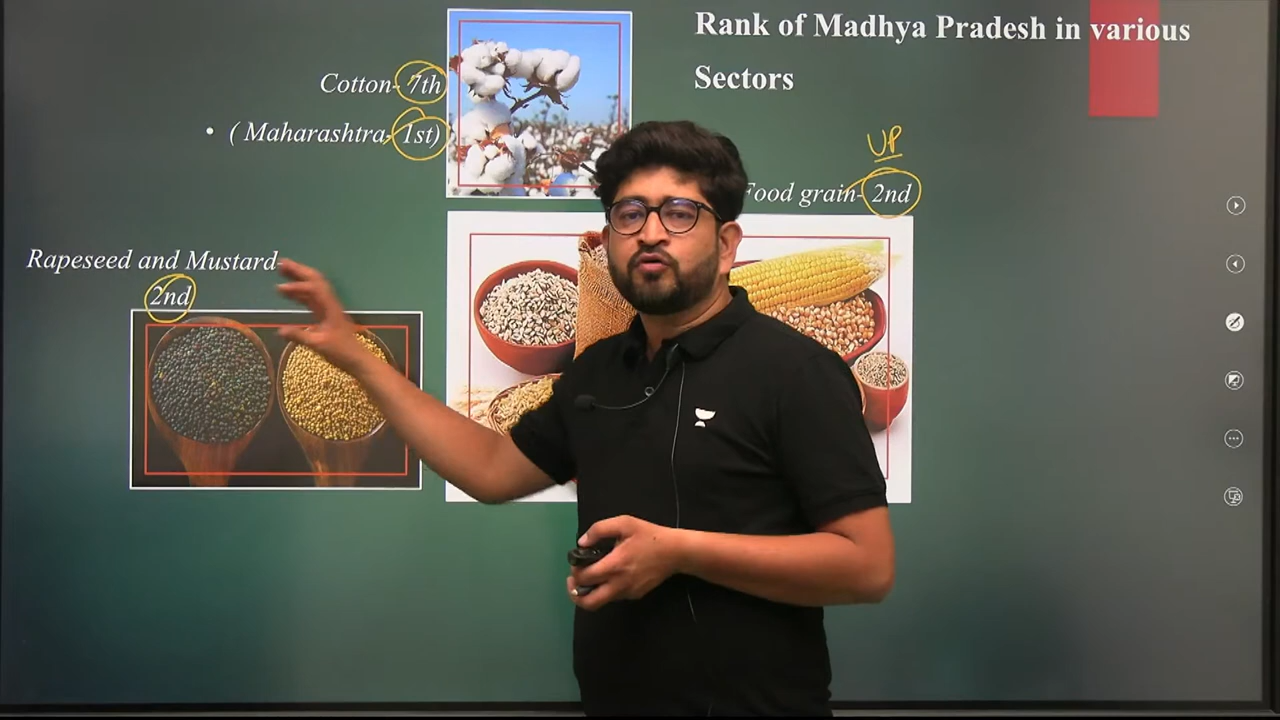 Rank of Madhya Pradesh in various
Sectors
Cotton- 7th
• ( Maharashtra- 1st)
UP
Food grain- 2nd
Rapeseed and Mustard-
2nd